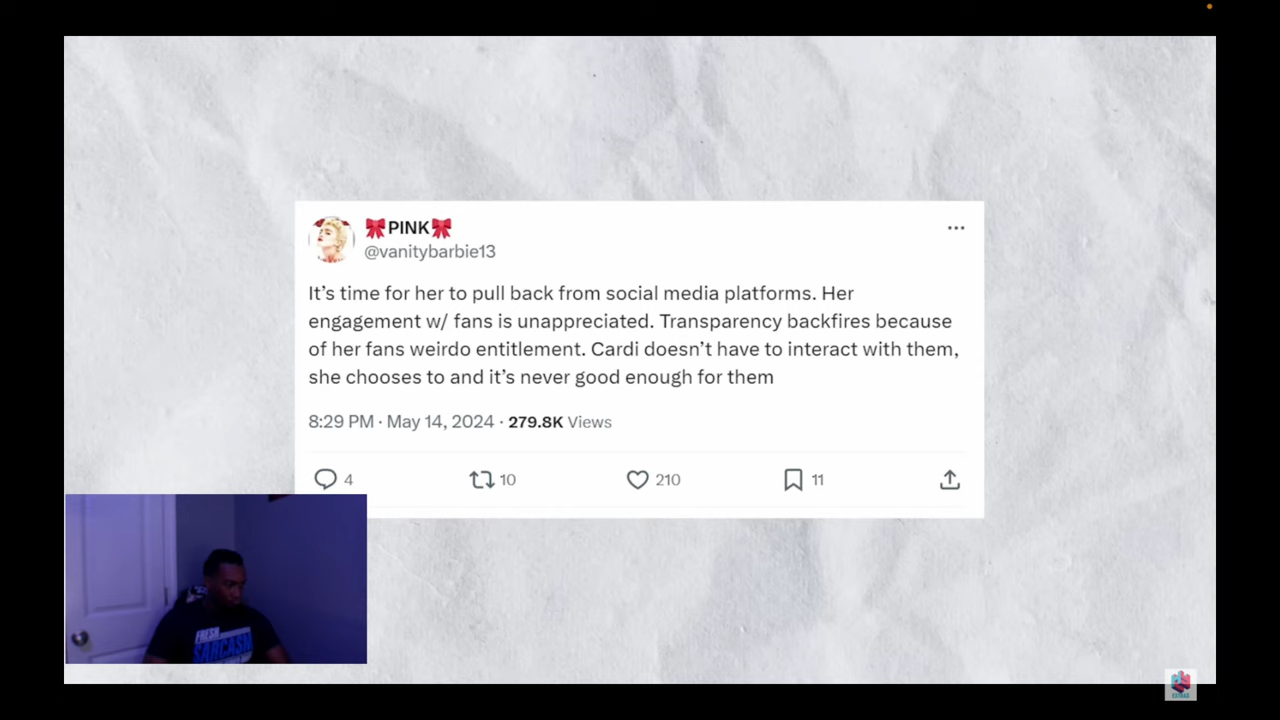 🎀PINK🎀
@vanitybarbie13
It's time for her to pull back from social media platforms. Her
engagement w/ fans is unappreciated. Transparency backfires because
of her fans weirdo entitlement. Cardi doesn't have to interact with them,
she chooses to and it's never good enough for them
8:29 PM · May 14, 2024 · 279.8K Views
4 10 210 11
FRESH
SARCASM